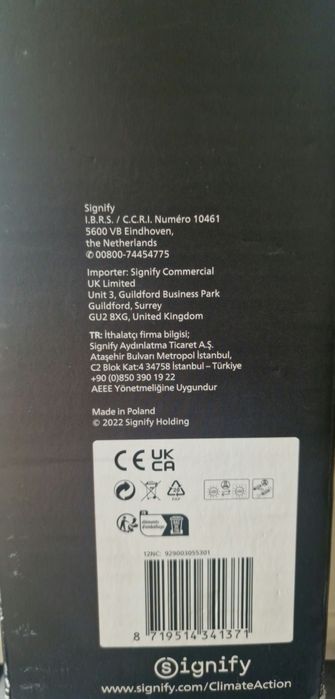 Signify
I.B.R.S. / C.C.R.I. Numéro 10461
5600 VB Eindhoven,
the Netherlands
✆ 00800-74454775
Importer: Signify Commercial
UK Limited
Unit 3, Guildford Business Park
Guildford, Surrey
GU2 8XG, United Kingdom
TR: İthalatçı firma bilgisi;
Signify Aydınlatma Ticaret A.Ş.
Ataşehir Bulvarı Metropol İstanbul,
C2 Blok Kat:4 34758 İstanbul – Türkiye
+90 (0)850 390 19 22
AEEE Yönetmeliğine Uygundur
Made in Poland
© 2022 Signify Holding
CE UK
CA
PAP
12NC: 929003055301
8 719514 341371
Signify
www.signify.com/ClimateAction